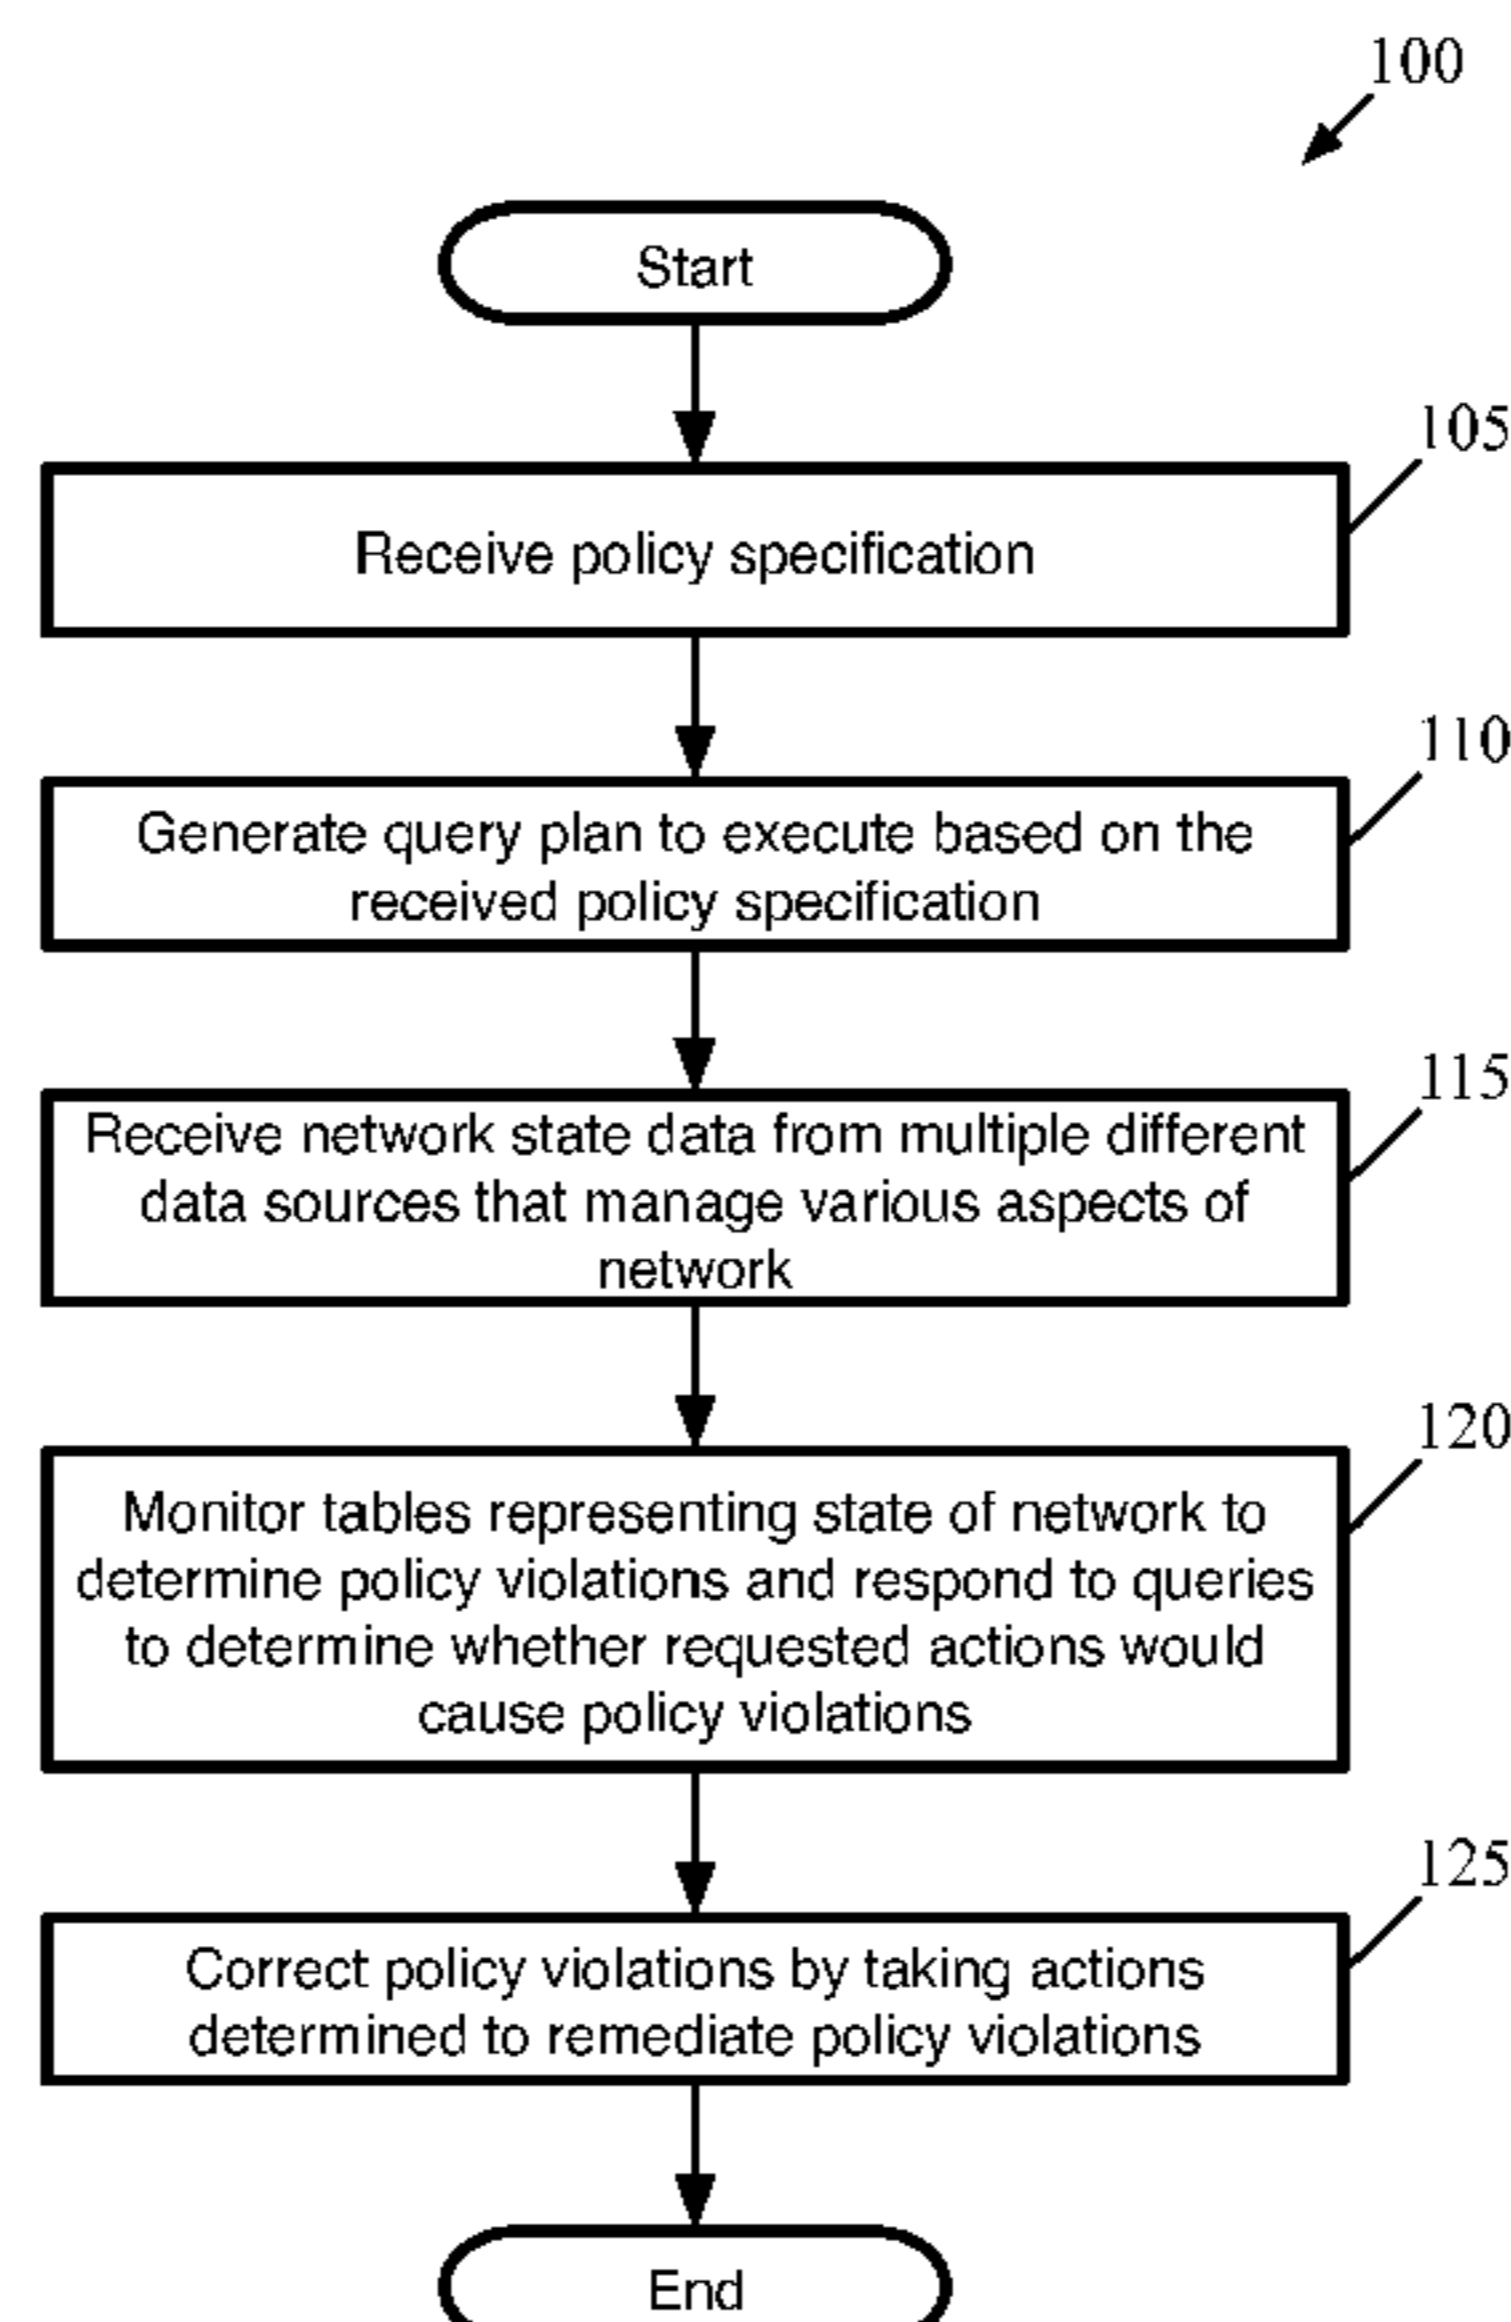 100
Start
105
Receive policy specification
110
Generate query plan to execute based on the
received policy specification
115
Receive network state data from multiple different
data sources that manage various aspects of
network
120
Monitor tables representing state of network to
determine policy violations and respond to queries
to determine whether requested actions would
cause policy violations
125
Correct policy violations by taking actions
determined to remediate policy violations
End